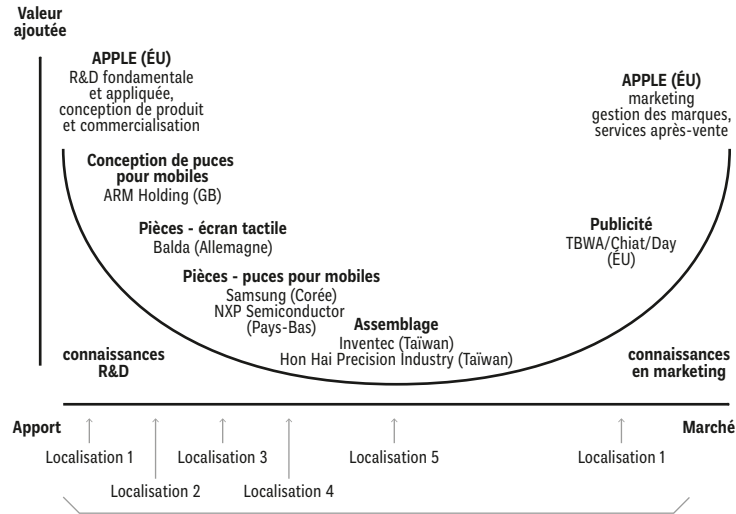 Valeur
ajoutée
APPLE (ÉU)
R&D fondamentale
et appliquée,
conception de produit
et commercialisation
APPLE (ÉU)
marketing
gestion des marques,
services après-vente
Conception de puces
pour mobiles
ARM Holding (GB)
Pièces - écran tactile
Balda (Allemagne)
Publicité
TBWA/Chiat/Day
(ÉU)
Pièces - puces pour mobiles
Samsung (Corée)
NXP Semiconductor
(Pays-Bas)
Assemblage
Inventec (Taïwan)
Hon Hai Precision Industry (Taïwan)
connaissances
R&D
connaissances
en marketing
Apport
Marché
Localisation 1
Localisation 3
Localisation 5
Localisation 1
Localisation 2
Localisation 4